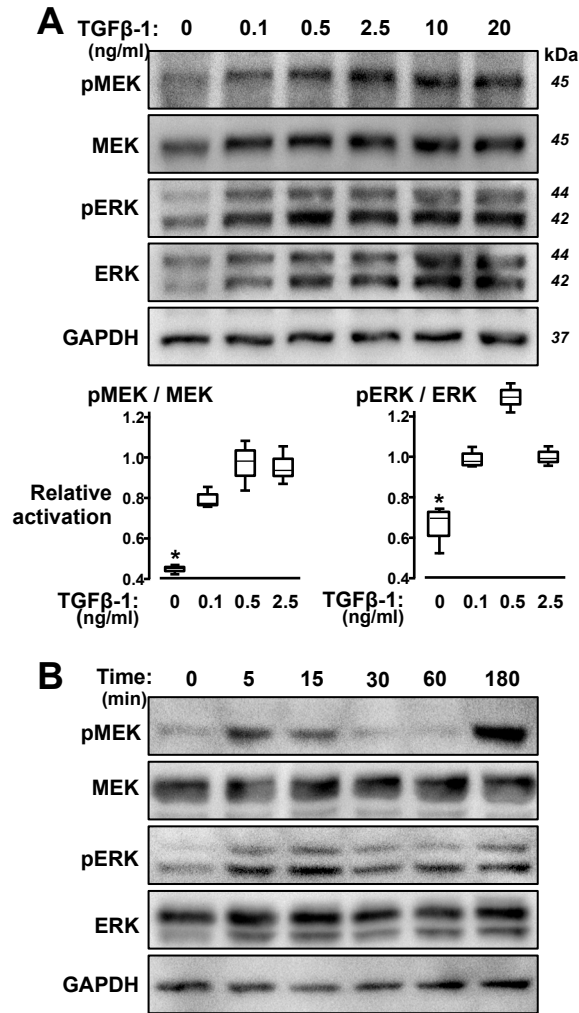 A TGFβ-1: 0 0.1 0.5 2.5 10 20
(ng/ml) kDa
pMEK 45
MEK 45
pERK 44
42
ERK 44
42
GAPDH 37
pMEK / MEK pERK / ERK
1.2 1.2
1.0 1.0
Relative activation
0.8 0.8
0.6 0.6
* *
0.4 0.4
TGFβ-1: 0 0.1 0.5 2.5 TGFβ-1: 0 0.1 0.5 2.5
(ng/ml) (ng/ml)
B Time: 0 5 15 30 60 180
(min)
pMEK
MEK
pERK
ERK
GAPDH